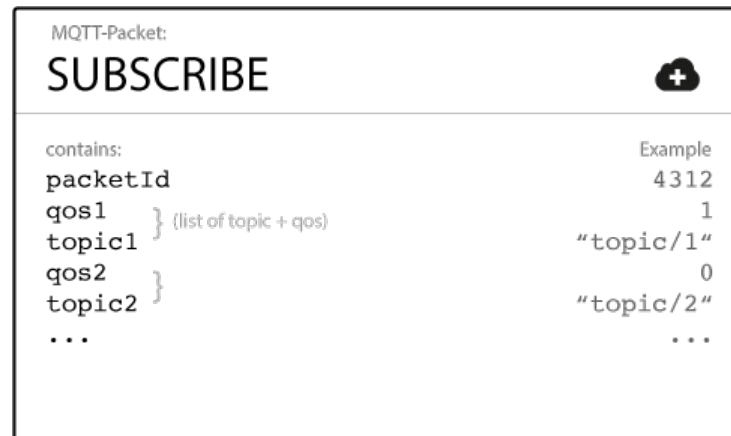 MQTT-Packet:
SUBSCRIBE
contains: Example
packetId 4312
qos1 1
(list of topic + qos)
topic1 “topic/1“
qos2 0
topic2 “topic/2“
... ...